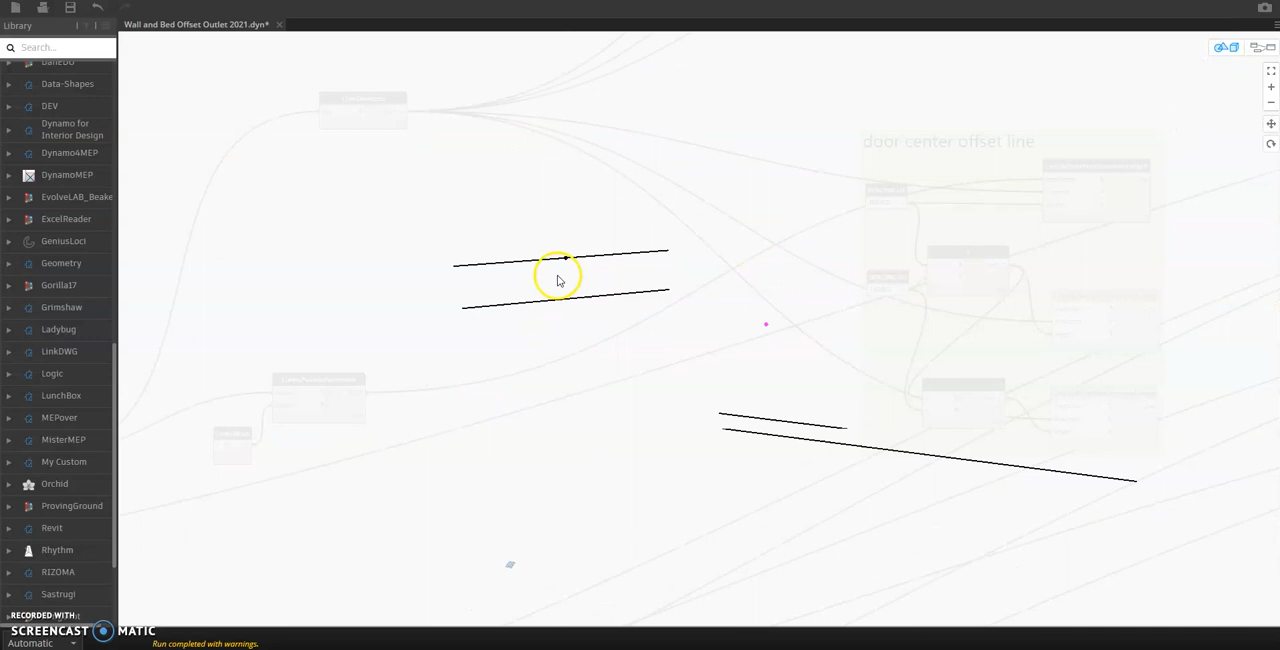 Library
Wall and Bed Offset Outlet 2021.dyn*
Search...
BanEDD
Data-Shapes
DEV
Dynamo for
Interior Design
Dynamo4MEP
DynamoMEP
EvolveLAB_Beake
ExcelReader
GeniusLoci
Geometry
Gorilla17
Grimshaw
Ladybug
LinkDWG
Logic
LunchBox
MEPover
MisterMEP
My Custom
Orchid
ProvingGround
Revit
Rhythm
RIZOMA
Sastrugi
door center offset line
RECORDED WITH
SCREENCAST MATIC
Automatic
Run completed with warnings.